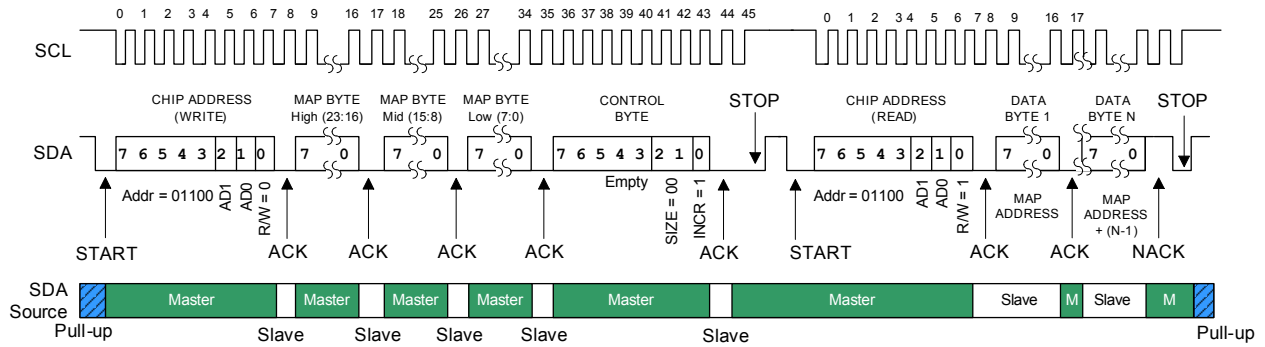 0 1 2 3 4 5 6 7 8 9 16 17 18 25 26 27 34 35 36 37 38 39 40 41 42 43 44 45 0 1 2 3 4 5 6 7 8 9 16 17
SCL
CHIP ADDRESS (WRITE)
MAP BYTE High (23:16)
MAP BYTE Mid (15:8)
MAP BYTE Low (7:0)
CONTROL BYTE
STOP
CHIP ADDRESS (READ)
DATA BYTE 1
DATA BYTE N
STOP
SDA
7 6 5 4 3 2 1 0
7 0
7 0
7 0
7 6 5 4 3 2 1 0
7 6 5 4 3 2 1 0
7 0
7 0
Addr = 01100
AD1
AD0
R/W = 0
Empty
SIZE = 00
INCR = 1
Addr = 01100
AD1
AD0
R/W = 1
MAP ADDRESS
MAP ADDRESS + (N-1)
START
ACK
ACK
ACK
ACK
ACK
START
ACK
ACK
NACK
SDA Source
Master
Master
Master
Master
Master
Master
Slave
M
Slave
M
Pull-up
Slave
Slave
Slave
Slave
Slave
Pull-up